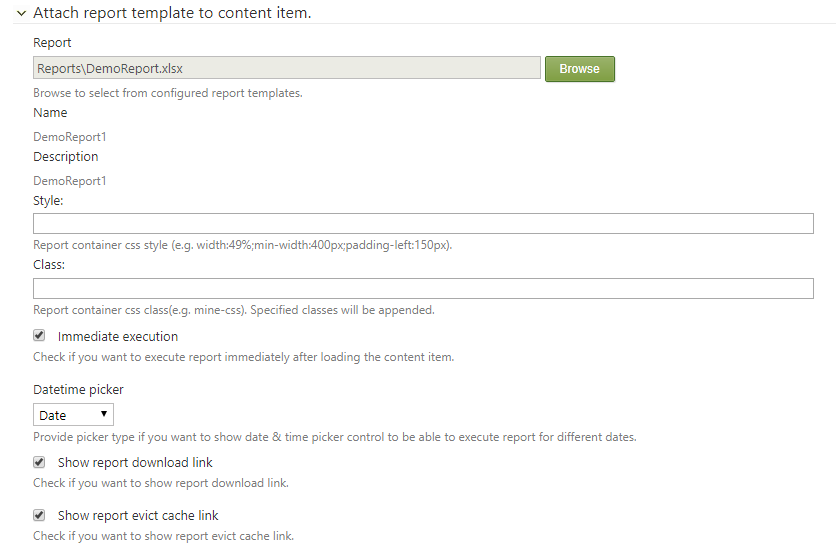 Attach report template to content item.
Report
Reports\DemoReport.xlsx
Browse
Browse to select from configured report templates.
Name
DemoReport1
Description
DemoReport1
Style:
Report container css style (e.g. width:49%;min-width:400px;padding-left:150px).
Class:
Report container css class(e.g. mine-css). Specified classes will be appended.
Immediate execution
Check if you want to execute report immediately after loading the content item.
Datetime picker
Date
Provide picker type if you want to show date & time picker control to be able to execute report for different dates.
Show report download link
Check if you want to show report download link.
Show report evict cache link
Check if you want to show report evict cache link.